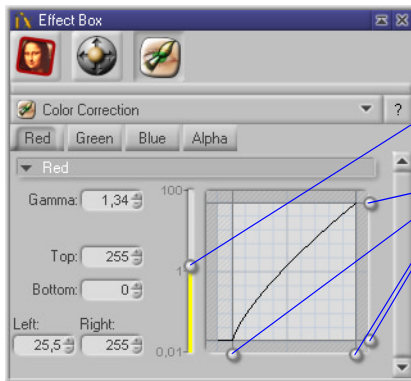 Effect Box
Color Correction
?
Red Green Blue Alpha
Red
Gamma: 1,34
100
Top: 255
1
Bottom: 0
Left: Right:
25,5 255
0,01